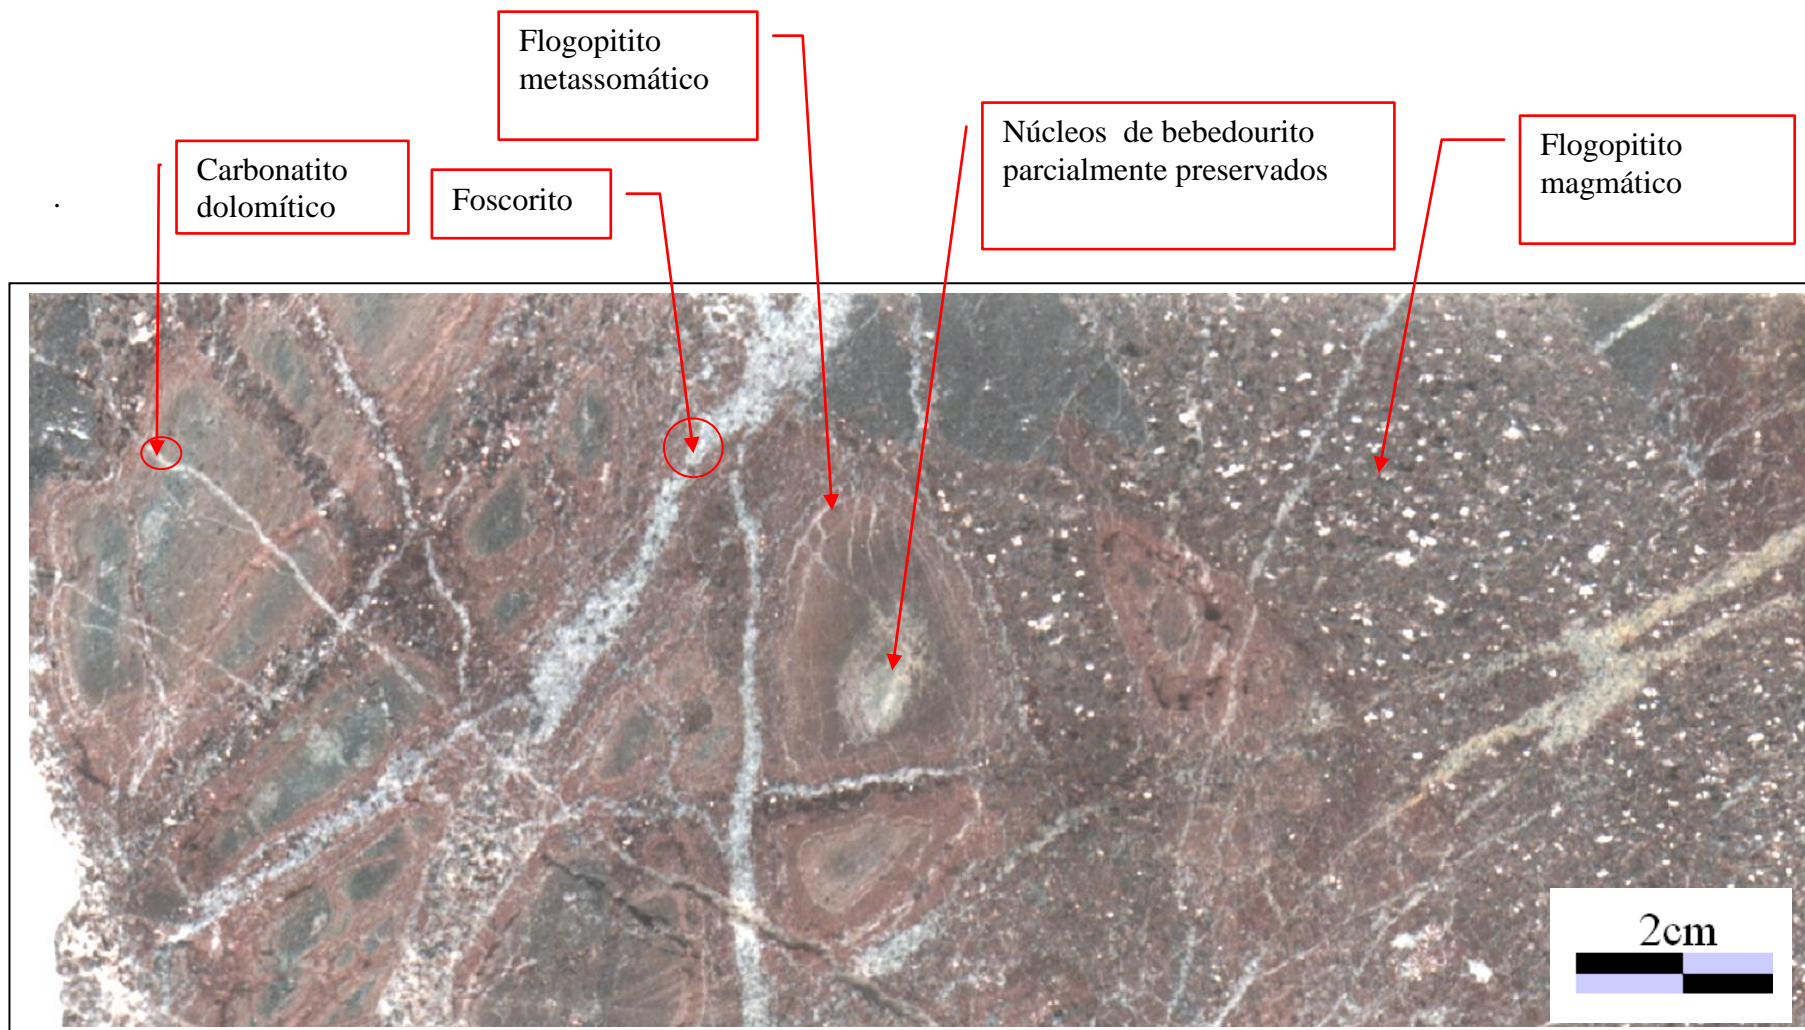 Flogopitito
metassomático
Núcleos de bebedourito
parcialmente preservados
Flogopitito
magmático
Carbonatito
dolomítico
Foscorito
.
2cm